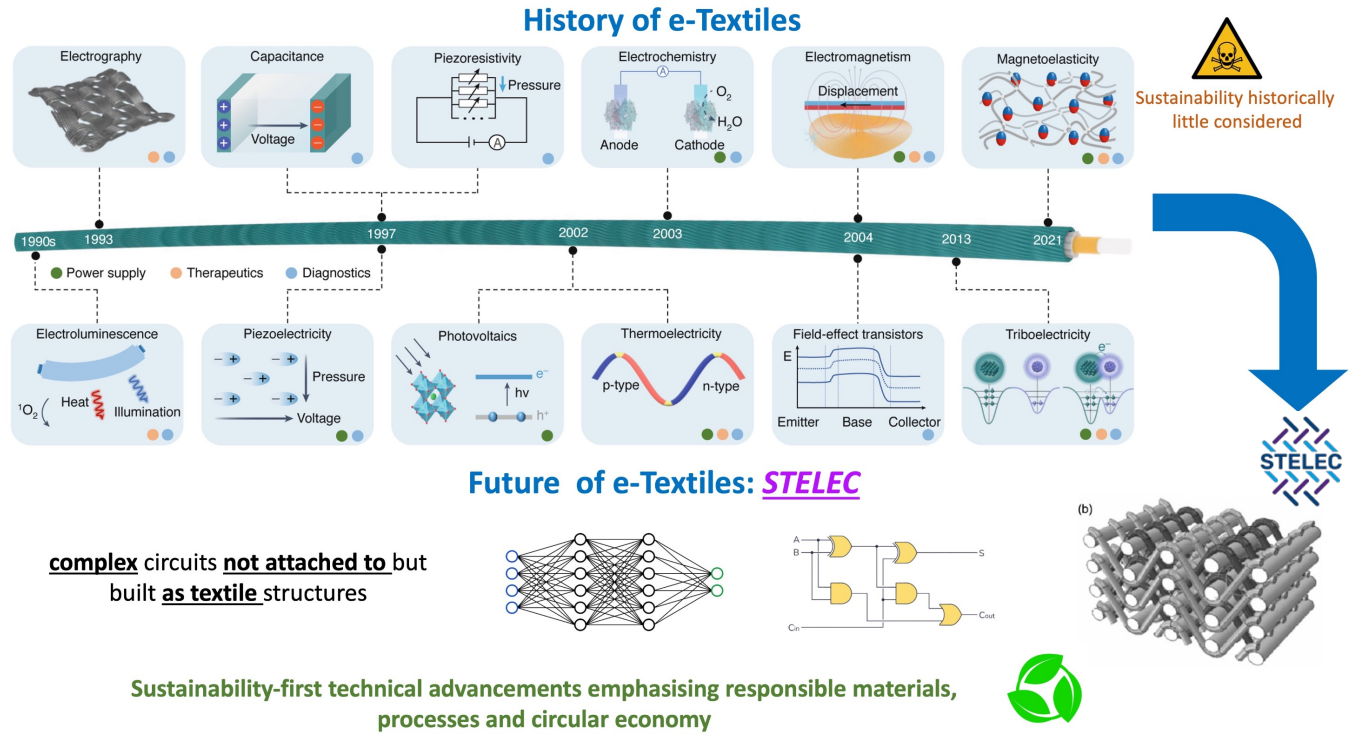 History of e-Textiles
Electrography
Capacitance
Voltage
Piezoresistivity
Pressure
A
Electrochemistry
A
O₂
H₂O
Anode Cathode
Electromagnetism
Displacement
Magnetoelasticity
Sustainability historically
little considered
1990s 1993 1997 2002 2003 2004 2013 2021
Power supply Therapeutics Diagnostics
Electroluminescence
¹O₂
Heat
Illumination
Piezoelectricity
Pressure
Voltage
Photovoltaics
e⁻
hv
h⁺
Thermoelectricity
p-type n-type
Field-effect transistors
E
Emitter Base Collector
Triboelectricity
e⁻
STELEC
Future of e-Textiles: STELEC
(b)
complex circuits not attached to but
built as textile structures
A
B
S
Cout
Cin
Sustainability-first technical advancements emphasising responsible materials,
processes and circular economy